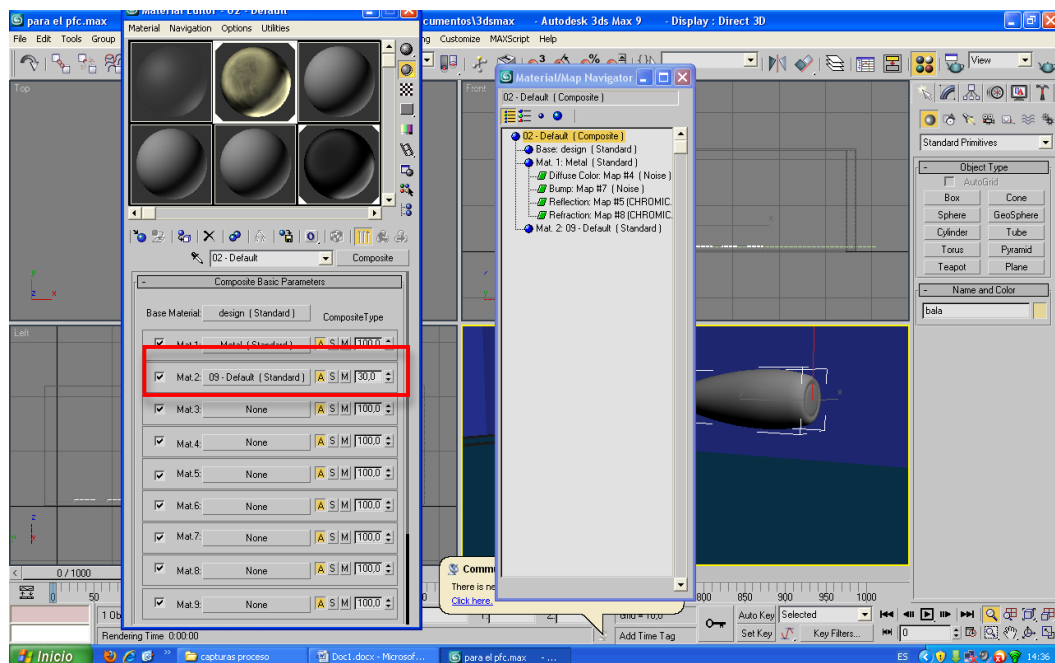 para el pfc.max
Material Editor - 02 - Default
cumentos\3dsmax - Autodesk 3ds Max 9 - Display : Direct 3D
File Edit Tools Group
Material Navigation Options Utilities
Customize MAXScript Help
View
Top
Front
Material/Map Navigator
02 - Default ( Composite )
02 - Default ( Composite )
Base: design ( Standard )
Mat. 1: Metal ( Standard )
Diffuse Color: Map #4 ( Noise )
Bump: Map #7 ( Noise )
Reflection: Map #5 (CHROMIC.
Refraction: Map #8 (CHROMIC.
Mat. 2: 09 - Default ( Standard )
Standard Primitives
- Object Type
AutoGrid
Box Cone
Sphere GeoSphere
Cylinder Tube
Torus Pyramid
Teapot Plane
- Name and Color
bala
02 - Default Composite
- Composite Basic Parameters
Base Material: design ( Standard ) Composite Type
Mat.1: Metal ( Standard ) A S M 100,0
Mat.2: 09 - Default ( Standard ) A S M 30,0
Mat.3: None A S M 100,0
Mat.4: None A S M 100,0
Mat.5: None A S M 100,0
Mat.6: None A S M 100,0
Mat.7: None A S M 100,0
Mat.8: None A S M 100,0
Mat.9: None A S M 100,0
Left
y
z x
z
x
0 / 1000
0 50
800 850 900 950 1000
Commu
There is ne
Click here.
1 Ob
Grid = 10,0
Auto Key Selected
Set Key Key Filters...
0
Rendering Time 0:00:00
Add Time Tag
Inicio
capturas proceso
Doc1.docx - Microsof...
para el pfc.max - ...
ES
14:36